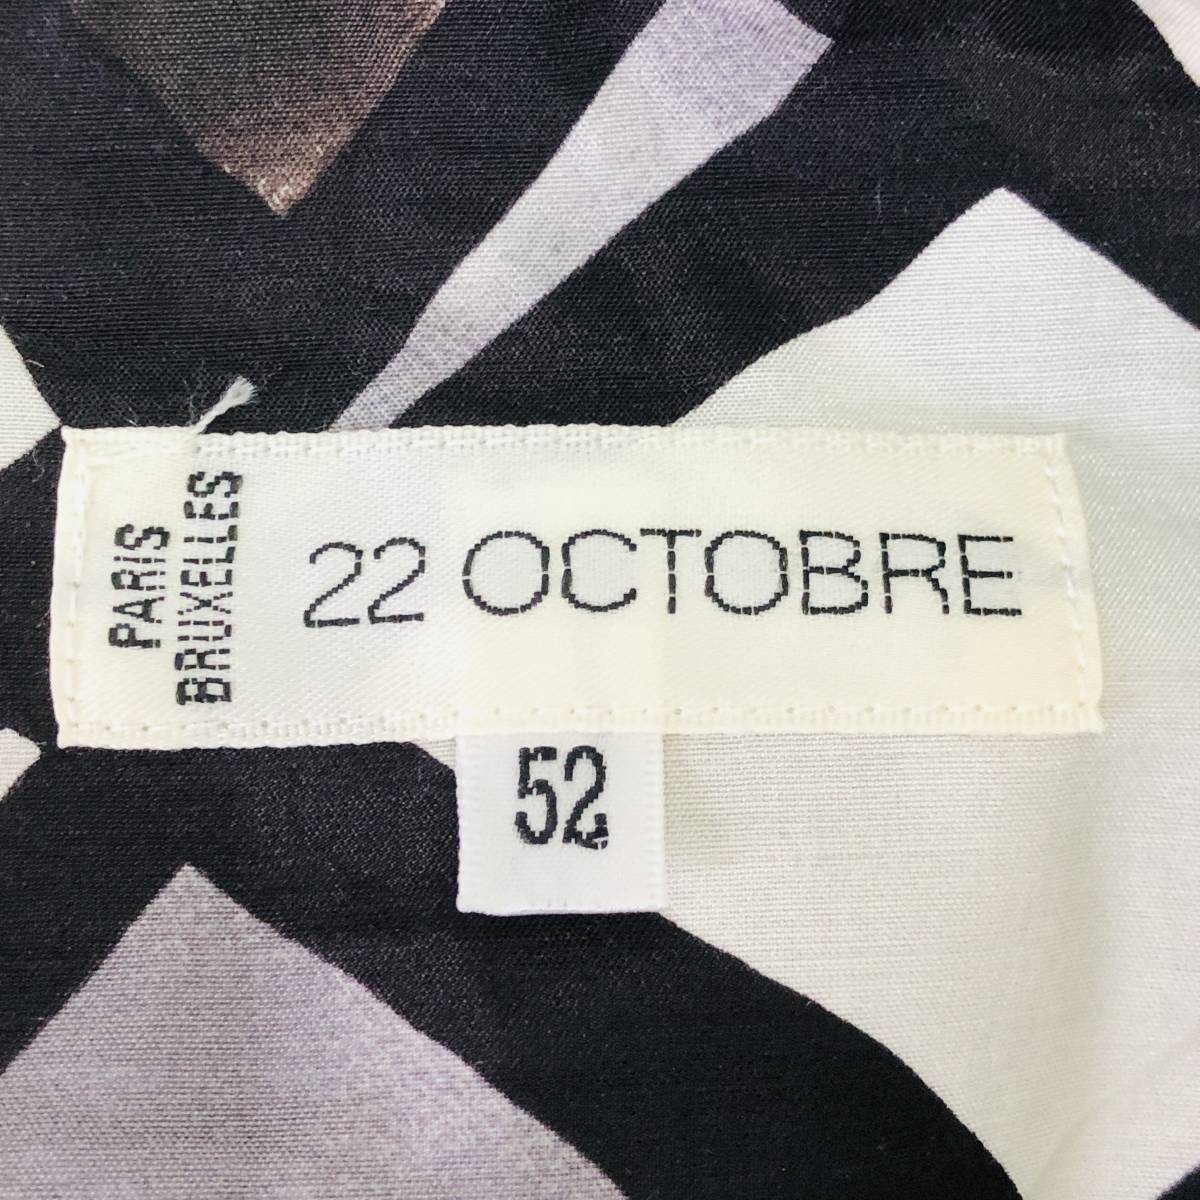 PARIS
BRUXELLES
22 OCTOBRE
52